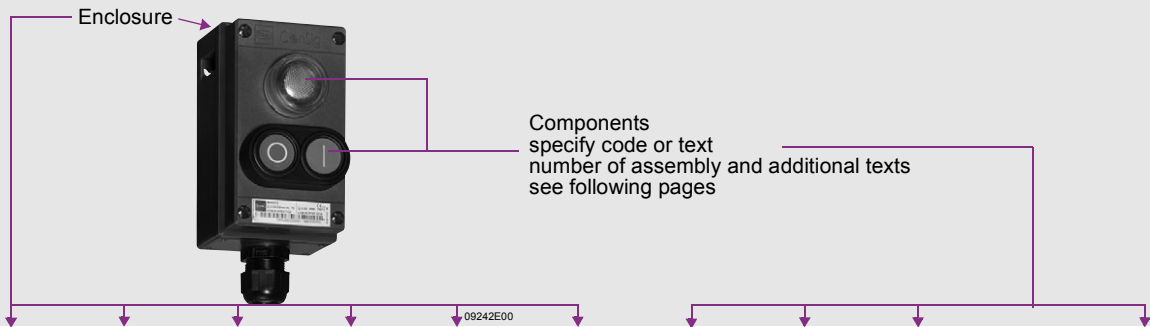 Enclosure
Components
specify code or text
number of assembly and additional texts
see following pages
09242E00